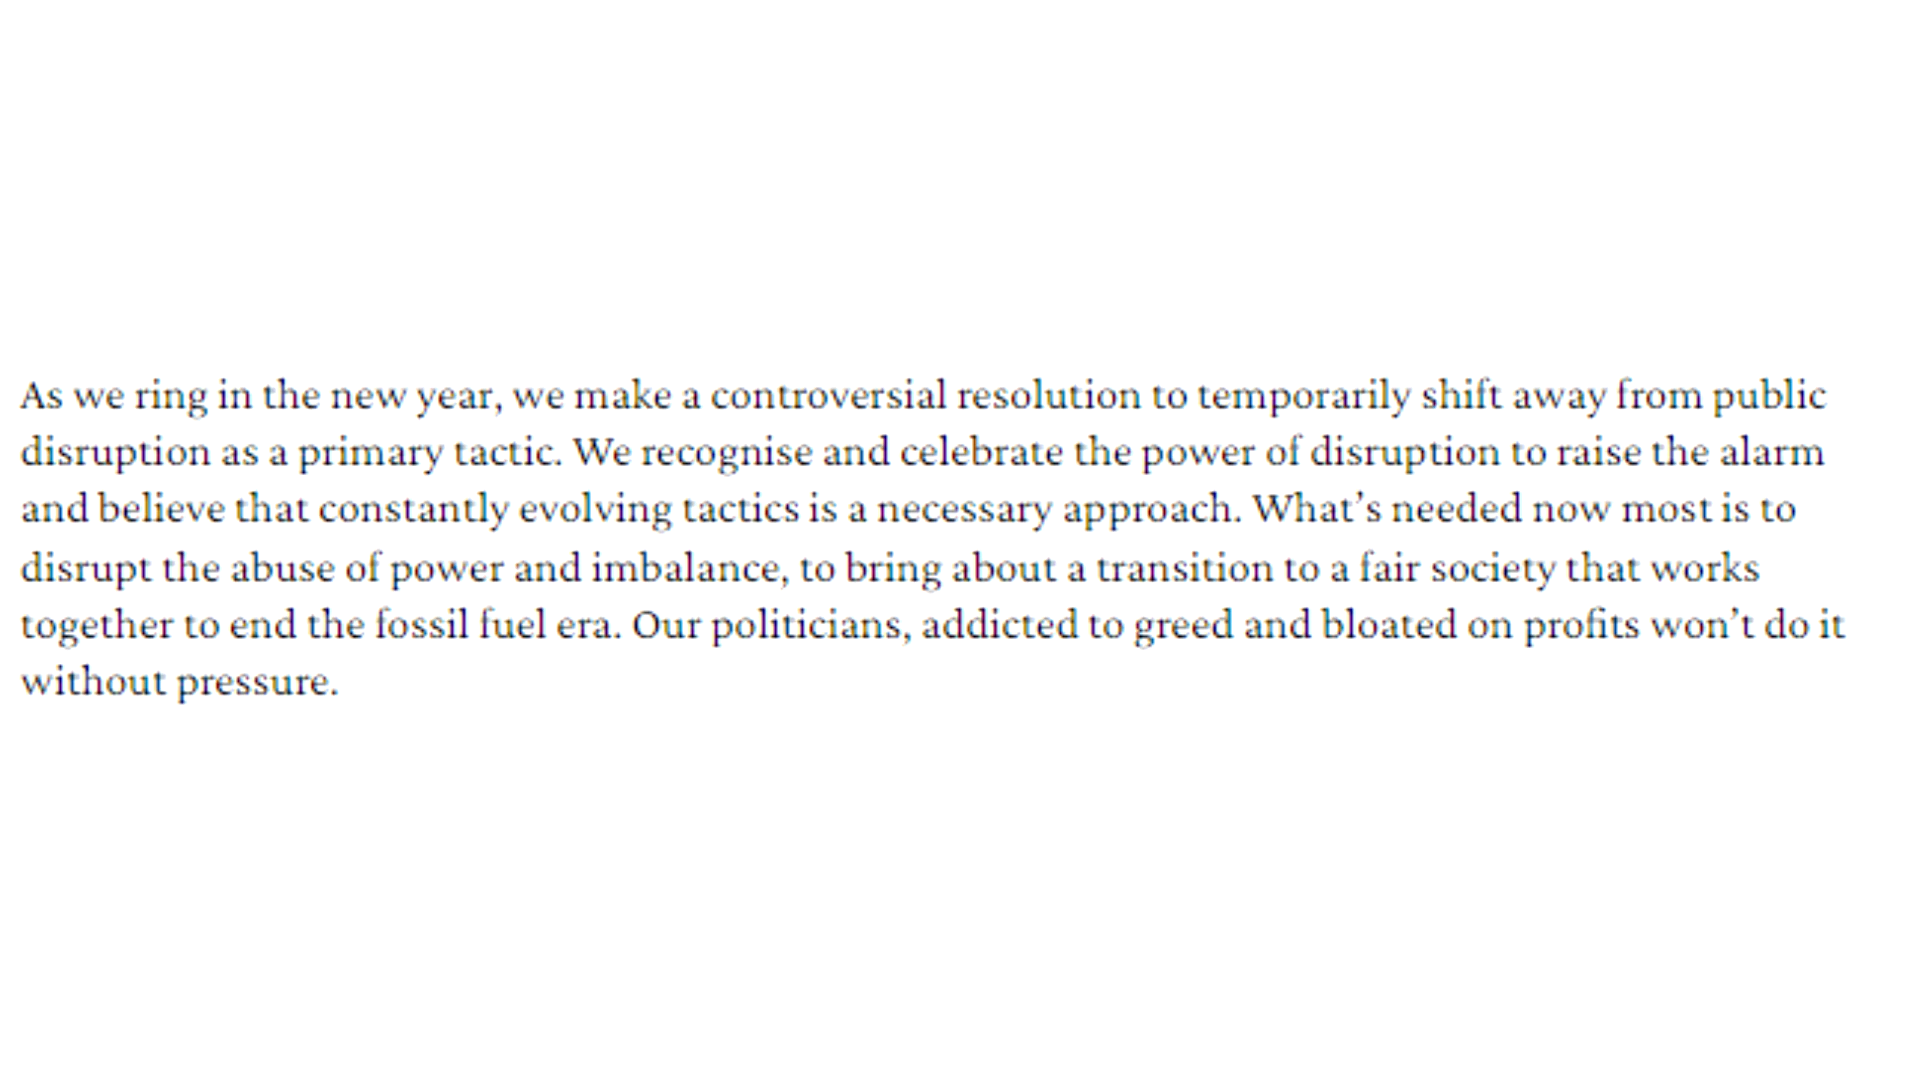 As we ring in the new year, we make a controversial resolution to temporarily shift away from public
disruption as a primary tactic. We recognise and celebrate the power of disruption to raise the alarm
and believe that constantly evolving tactics is a necessary approach. What’s needed now most is to
disrupt the abuse of power and imbalance, to bring about a transition to a fair society that works
together to end the fossil fuel era. Our politicians, addicted to greed and bloated on profits won’t do it
without pressure.